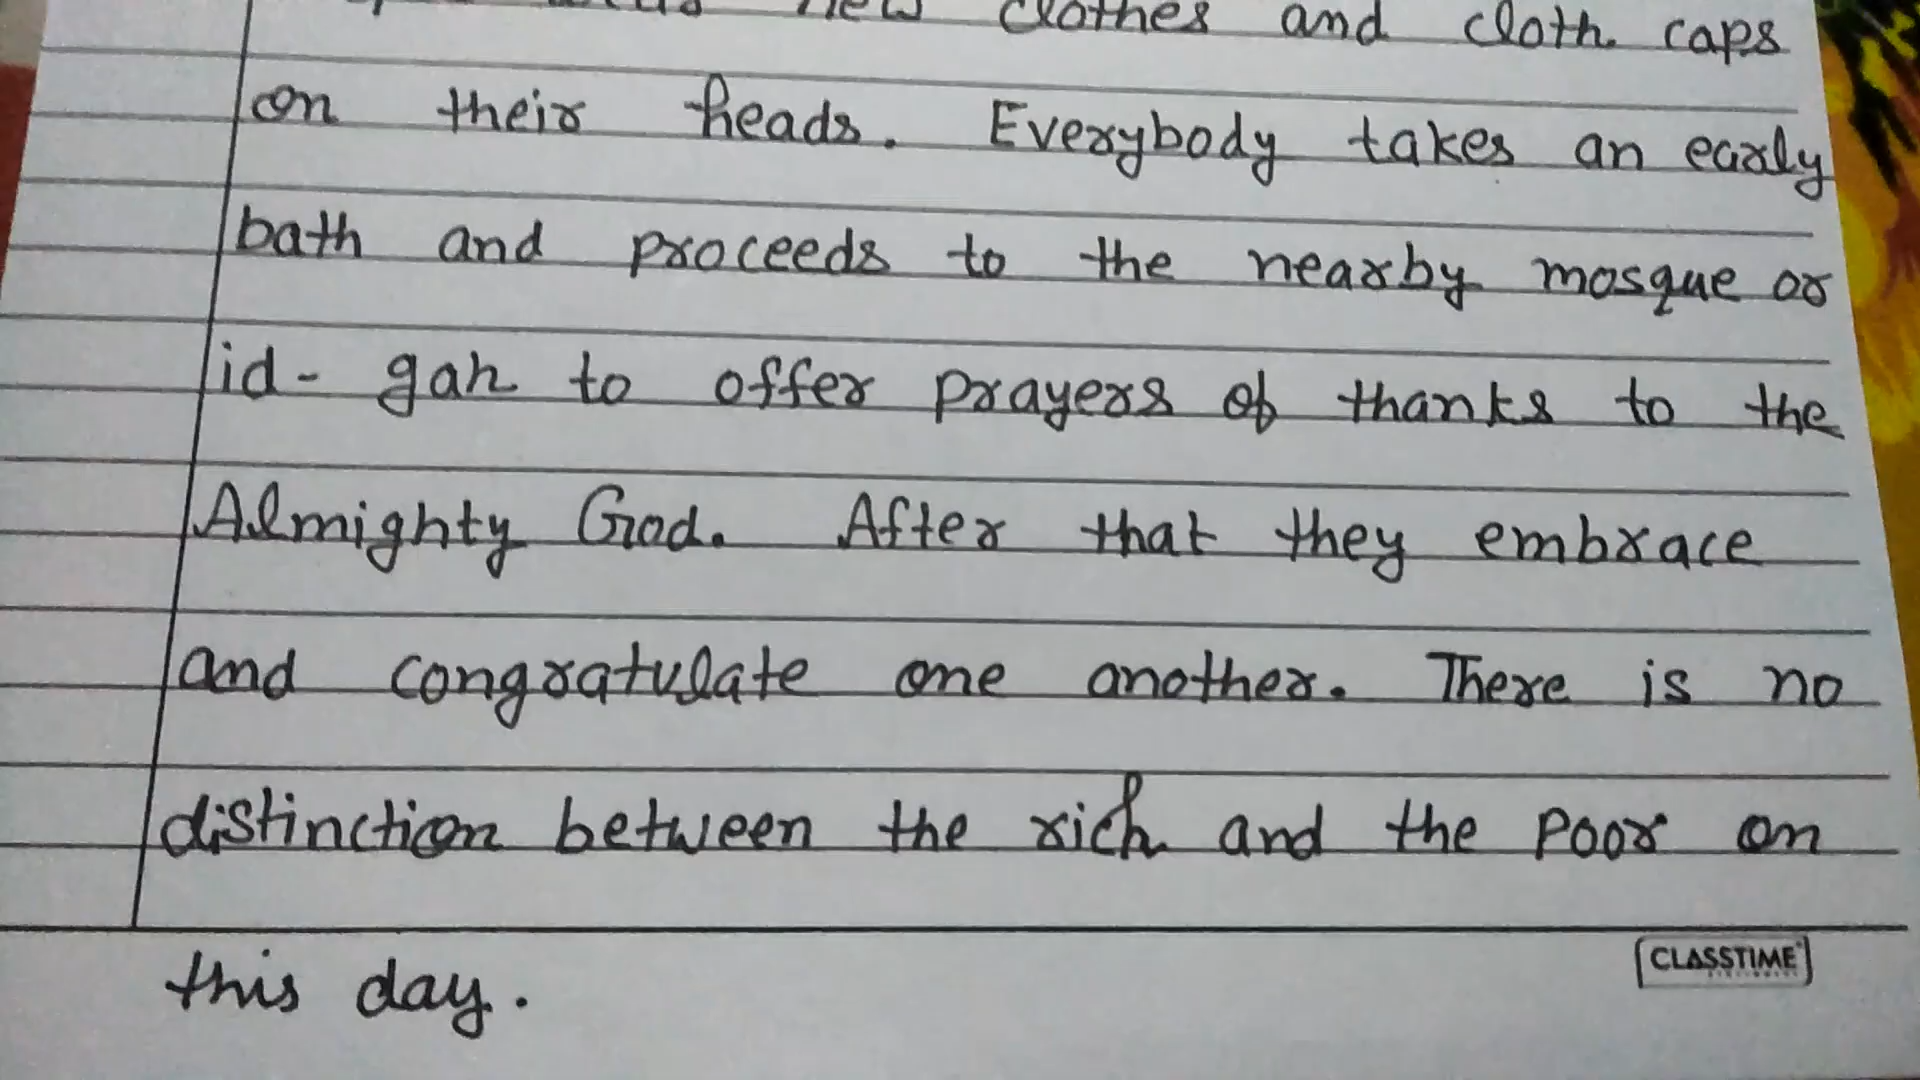 new clothes and cloth caps
on their heads. Everybody takes an early
bath and proceeds to the nearby mosque or
id- gah to offer prayers of thanks to the
Almighty God. After that they embrace
and congratulate one another. There is no
distinction between the rich and the poor on
this day.
CLASSTIME